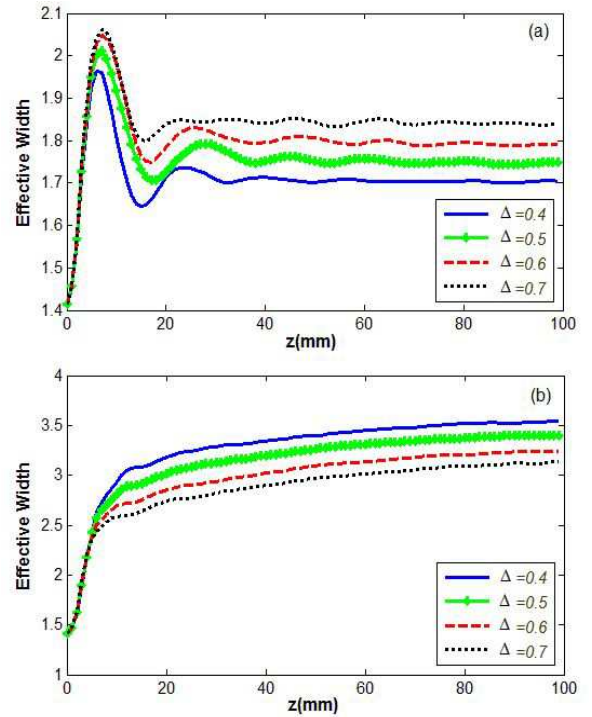 2.1
(a)
2
1.9
1.8
1.7
1.6
1.5
1.4
Effective Width
Δ =0.4
Δ =0.5
Δ =0.6
Δ =0.7
0 20 40 60 80 100
z(mm)
4
(b)
3.5
3
2.5
2
1.5
1
Effective Width
Δ =0.4
Δ =0.5
Δ =0.6
Δ =0.7
0 20 40 60 80 100
z(mm)